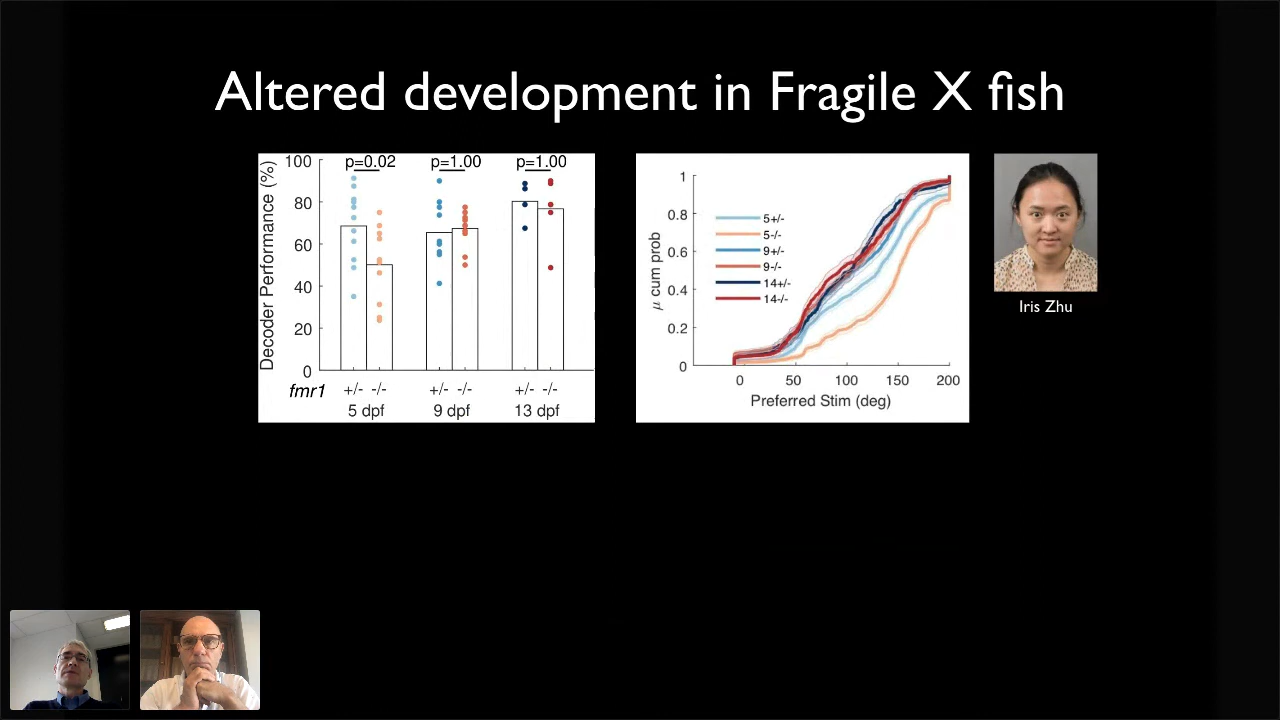 Altered development in Fragile X fish
Decoder Performance (%)
100
80
60
40
20
0
p=0.02 p=1.00 p=1.00
fmr1 +/- -/- +/- -/- +/- -/-
5 dpf 9 dpf 13 dpf
μ cum prob
1
0.8
0.6
0.4
0.2
0
5+/-
5-/-
9+/-
9-/-
14+/-
14-/-
0 50 100 150 200
Preferred Stim (deg)
Iris Zhu